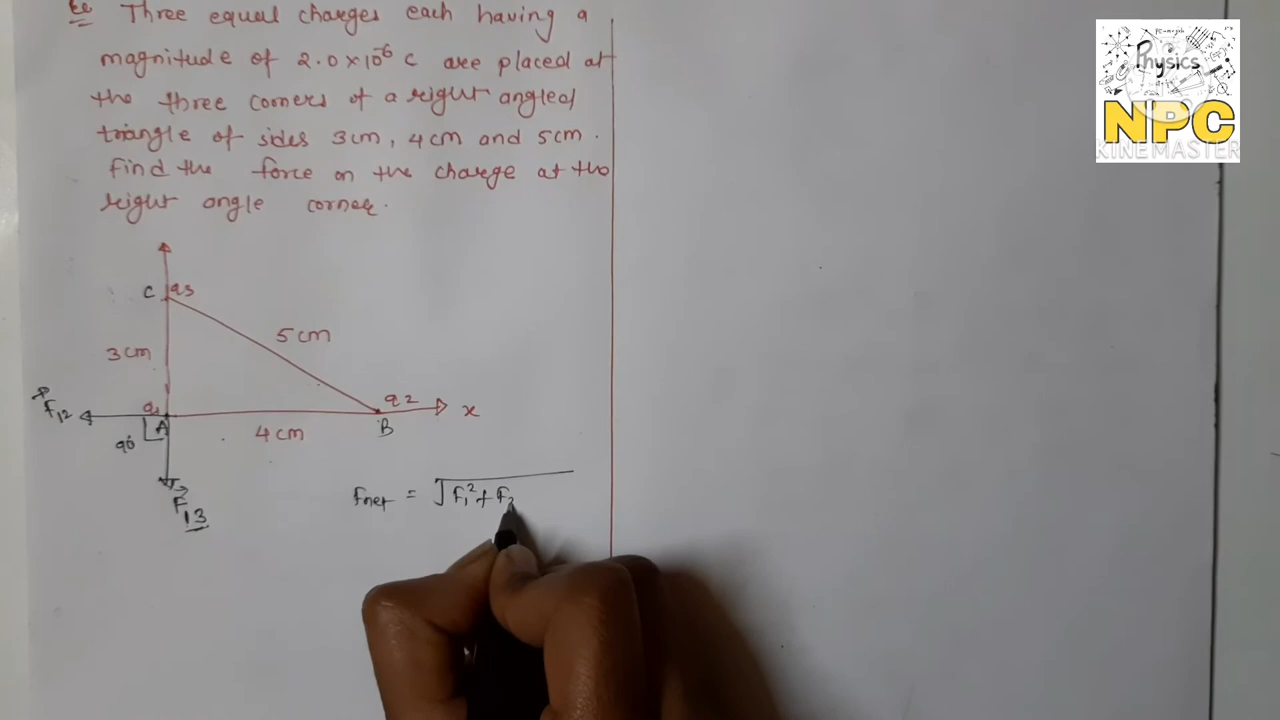 Three equal charges each having a
magnitude of 2.0×10⁻⁶ c are placed at
the three corners of a right angled
triangle of sides 3cm, 4cm and 5cm.
Find the force on the charge at the
right angle corner.
C q3
5cm
3cm
F12
q1
q2
x
A
B
90
4cm
F13
Fnet = √F1² + F2
Physics
NPC
KINEMASTER